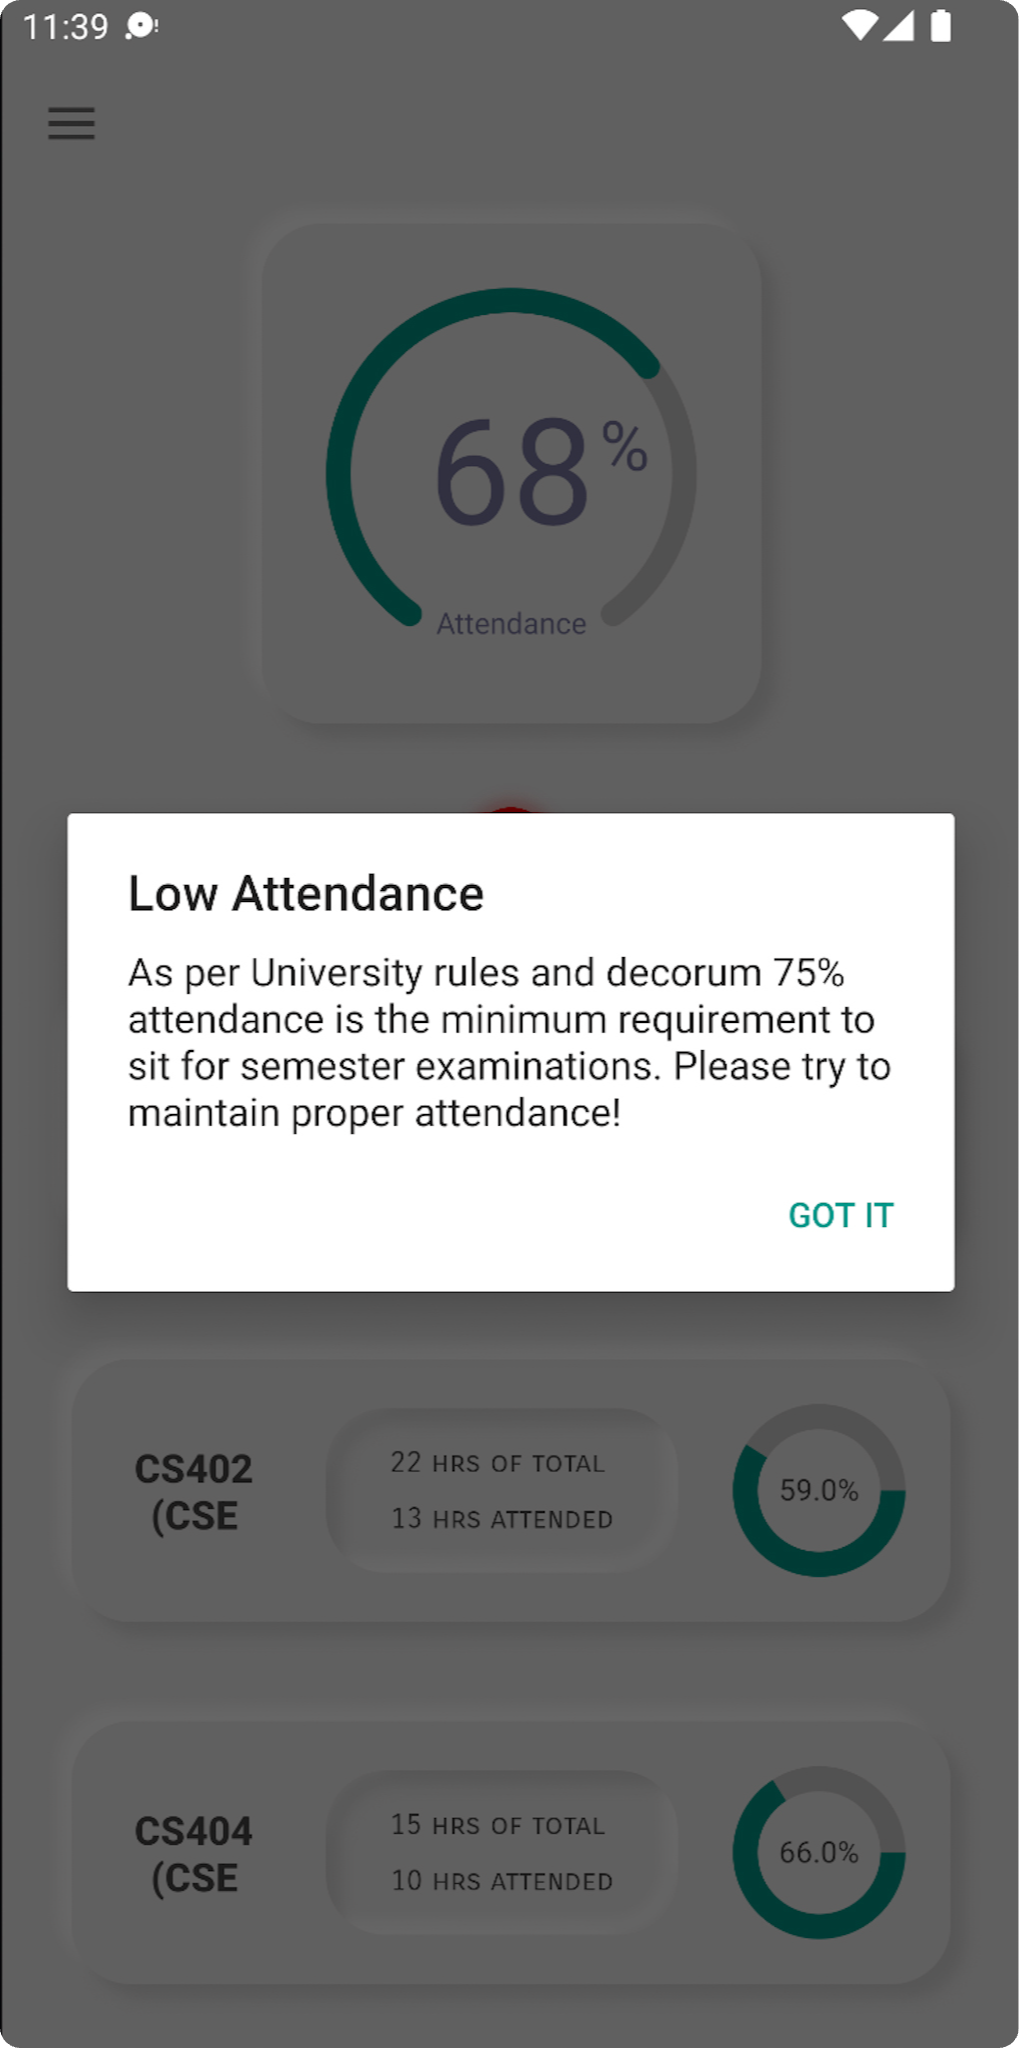 11:39
68%
Attendance
Low Attendance
As per University rules and decorum 75%
attendance is the minimum requirement to
sit for semester examinations. Please try to
maintain proper attendance!
GOT IT
CS402
(CSE
22 HRS OF TOTAL
13 HRS ATTENDED
59.0%
CS404
(CSE
15 HRS OF TOTAL
10 HRS ATTENDED
66.0%